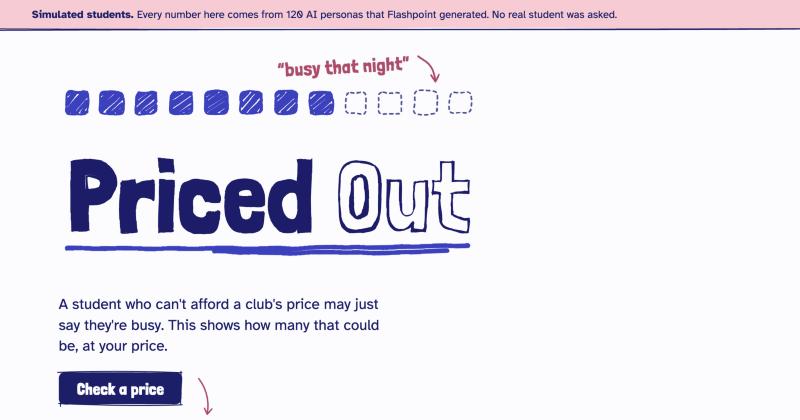 Simulated students. Every number here comes from 120 AI personas that Flashpoint generated. No real student was asked.
"busy that night"
Priced Out
A student who can't afford a club's price may just
say they're busy. This shows how many that could
be, at your price.
Check a price